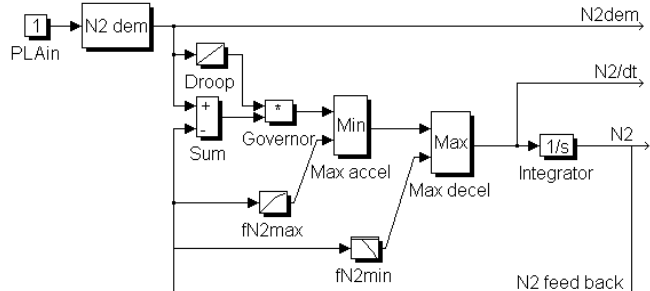 N2dem
1
N2 dem
PLAin
N2/dt
Droop
+
-
*
Min
Max
N2
1/s
Sum
Governor
Max accel
Max decel
Integrator
fN2max
fN2min
N2 feed back